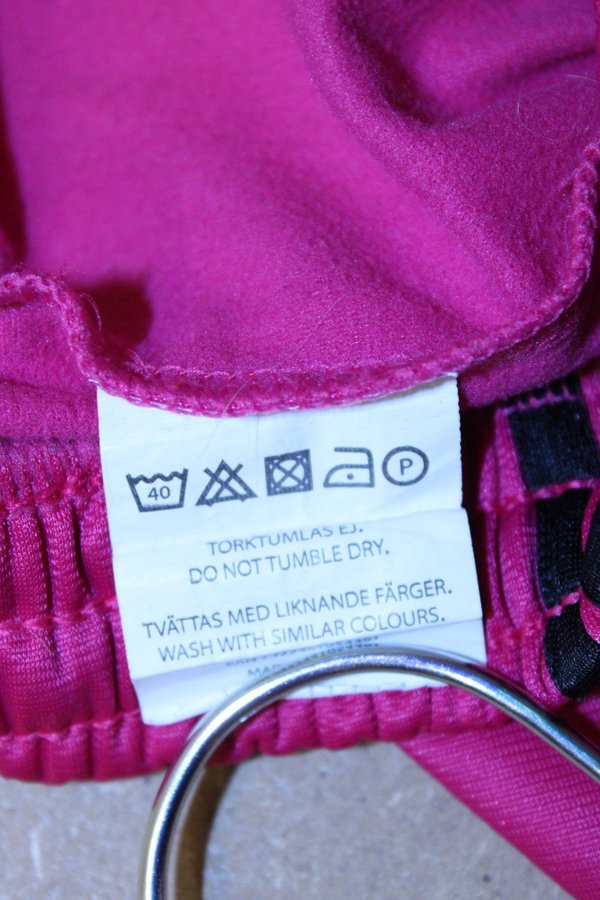 40 P
TORKTUMLAS EJ.
DO NOT TUMBLE DRY.
TVÄTTAS MED LIKNANDE FÄRGER.
WASH WITH SIMILAR COLOURS.